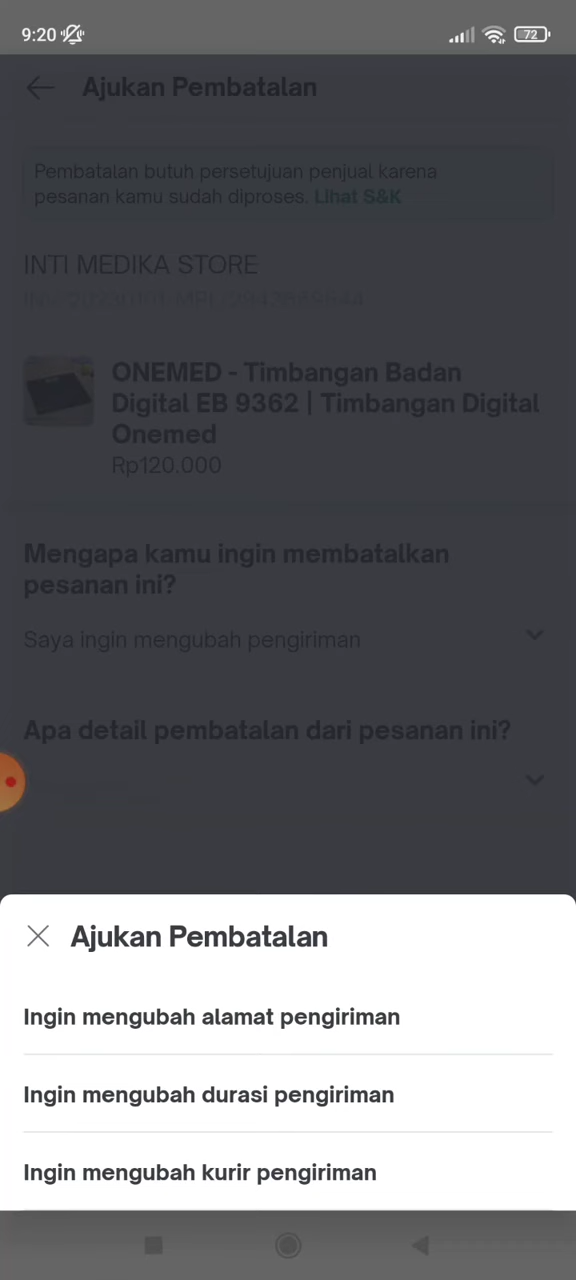 9:20
72
Ajukan Pembatalan
Pembatalan butuh persetujuan penjual karena
pesanan kamu sudah diproses. Lihat S&K
INTI MEDIKA STORE
ONEMED - Timbangan Badan
Digital EB 9362 | Timbangan Digital
Onemed
Rp120.000
Mengapa kamu ingin membatalkan
pesanan ini?
Saya ingin mengubah pengiriman
Apa detail pembatalan dari pesanan ini?
Ajukan Pembatalan
Ingin mengubah alamat pengiriman
Ingin mengubah durasi pengiriman
Ingin mengubah kurir pengiriman